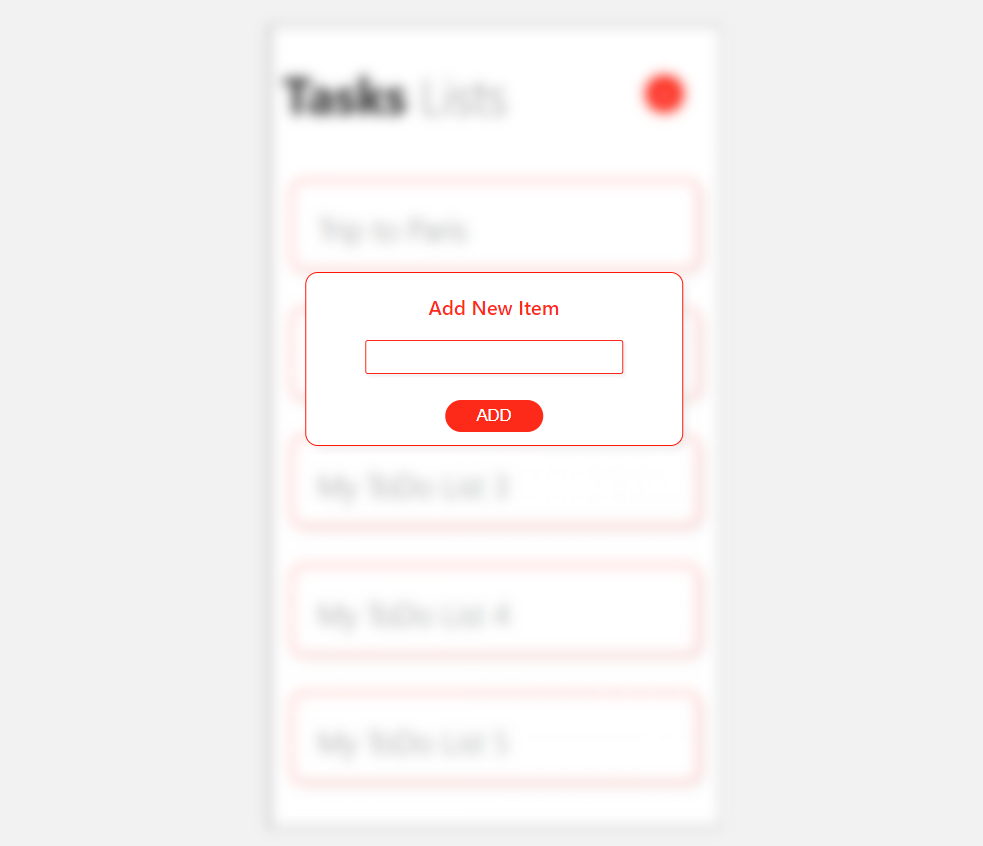 Tasks Lists
Trip to Paris
Add New Item
ADD
My ToDo List 3
My ToDo List 4
My ToDo List 5